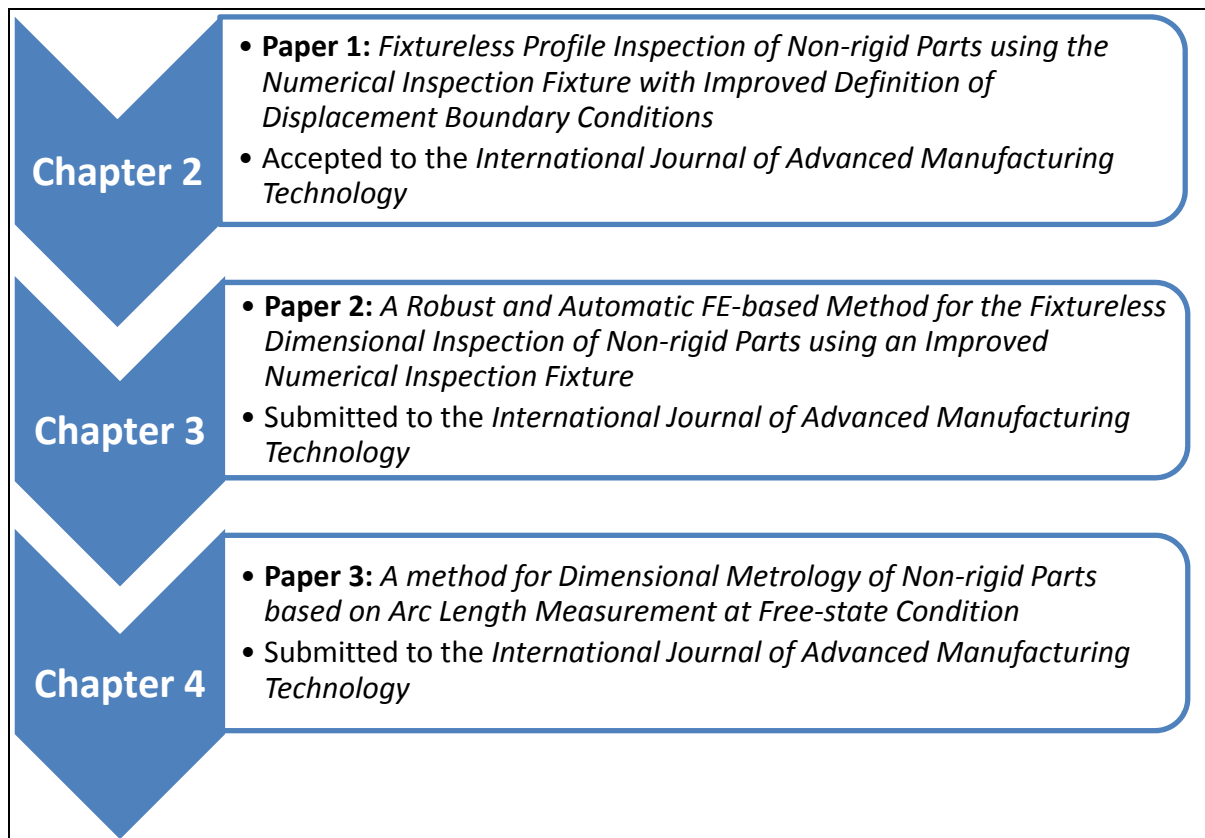 Chapter 2
• Paper 1: Fixtureless Profile Inspection of Non-rigid Parts using the
Numerical Inspection Fixture with Improved Definition of
Displacement Boundary Conditions
• Accepted to the International Journal of Advanced Manufacturing
Technology
Chapter 3
• Paper 2: A Robust and Automatic FE-based Method for the Fixtureless
Dimensional Inspection of Non-rigid Parts using an Improved
Numerical Inspection Fixture
• Submitted to the International Journal of Advanced Manufacturing
Technology
Chapter 4
• Paper 3: A method for Dimensional Metrology of Non-rigid Parts
based on Arc Length Measurement at Free-state Condition
• Submitted to the International Journal of Advanced Manufacturing
Technology